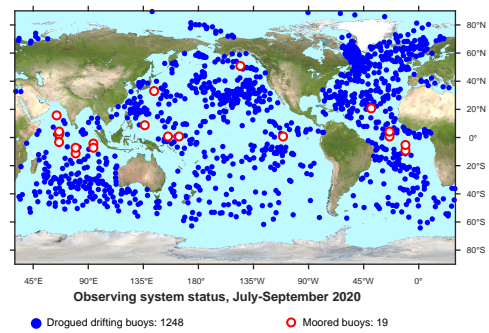 80°N
60°N
40°N
20°N
0°
20°S
40°S
60°S
80°S
45°E 90°E 135°E 180° 135°W 90°W 45°W 0°
Observing system status, July-September 2020
Drogued drifting buoys: 1248 Moored buoys: 19